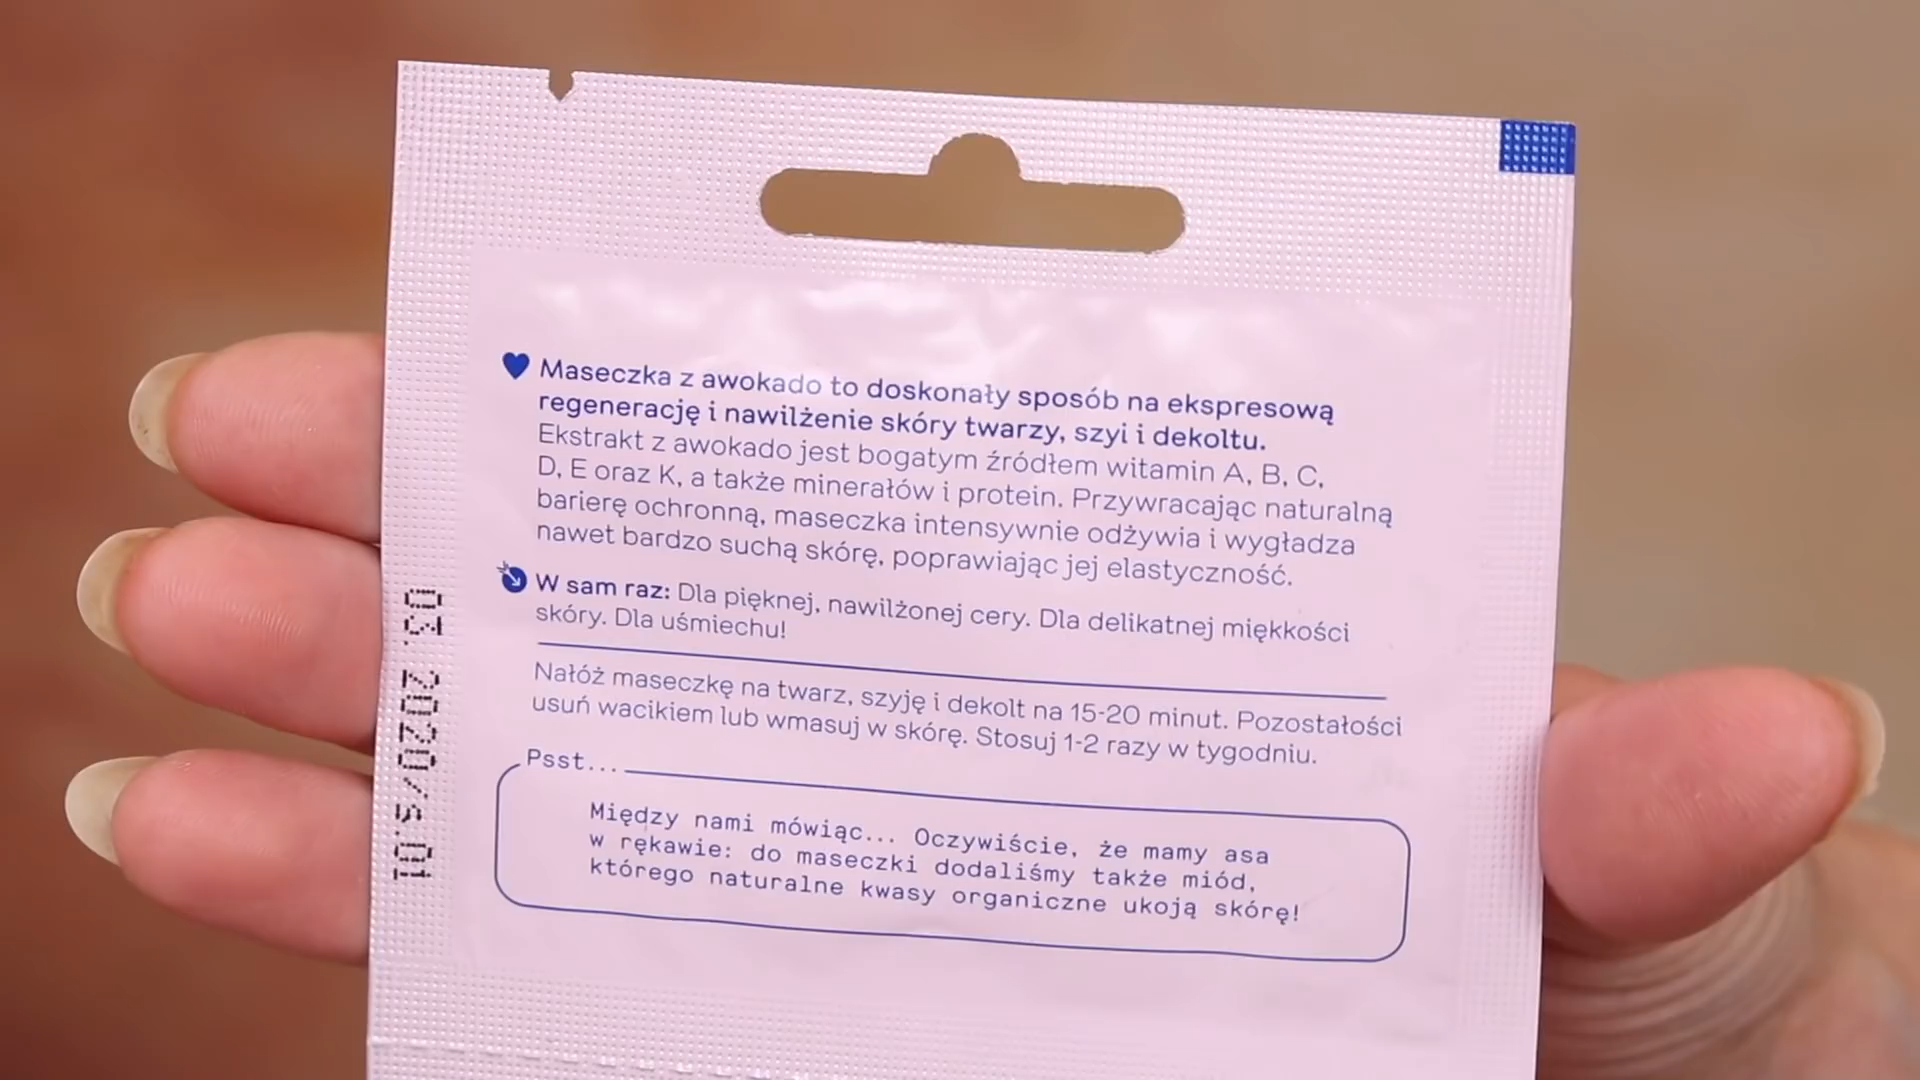 Maseczka z awokado to doskonały sposób na ekspresową
regenerację i nawilżenie skóry twarzy, szyi i dekoltu.
Ekstrakt z awokado jest bogatym źródłem witamin A, B, C,
D, E oraz K, a także minerałów i protein. Przywracając naturalną
barierę ochronną, maseczka intensywnie odżywia i wygładza
nawet bardzo suchą skórę, poprawiając jej elastyczność.
W sam raz: Dla pięknej, nawilżonej cery. Dla delikatnej miękkości
skóry. Dla uśmiechu!
Nałóż maseczkę na twarz, szyję i dekolt na 15-20 minut. Pozostałości
usuń wacikiem lub wmasuj w skórę. Stosuj 1-2 razy w tygodniu.
Psst...
Między nami mówiąc... Oczywiście, że mamy asa
w rękawie: do maseczki dodaliśmy także miód,
którego naturalne kwasy organiczne ukoją skórę!
03.2020/s.01